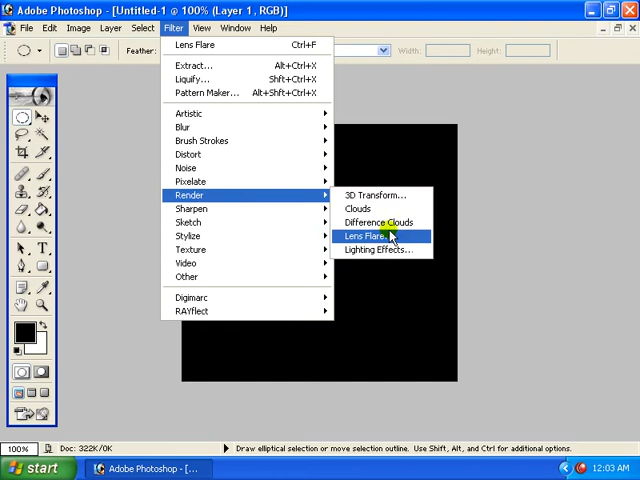 Adobe Photoshop - [Untitled-1 @ 100% (Layer 1, RGB)]
File Edit Image Layer Select Filter View Window Help
Feather: Width: Height:
Lens Flare Ctrl+F
Extract... Alt+Ctrl+X
Liquify... Shft+Ctrl+X
Pattern Maker... Alt+Shft+Ctrl+X
Artistic
Blur
Brush Strokes
Distort
Noise
Pixelate
Render
Sharpen
Sketch
Stylize
Texture
Video
Other
Digimarc
RAYflect
3D Transform...
Clouds
Difference Clouds
Lens Flare...
Lighting Effects...
100% Doc: 322K/0K Draw elliptical selection or move selection outline. Use Shift, Alt, and Ctrl for additional options.
start Adobe Photoshop - [... 12:03 AM